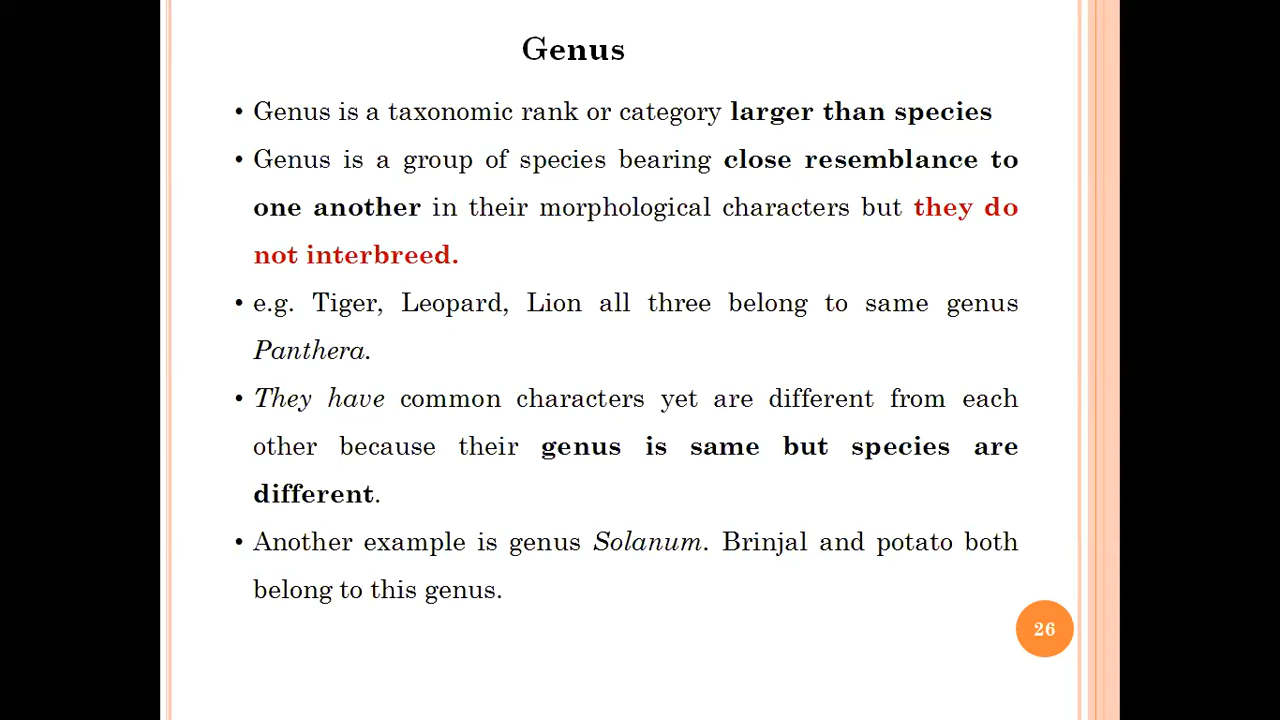 Genus
• Genus is a taxonomic rank or category larger than species
• Genus is a group of species bearing close resemblance to
one another in their morphological characters but they do
not interbreed.
• e.g. Tiger, Leopard, Lion all three belong to same genus
Panthera.
• They have common characters yet are different from each
other because their genus is same but species are
different.
• Another example is genus Solanum. Brinjal and potato both
belong to this genus.
26